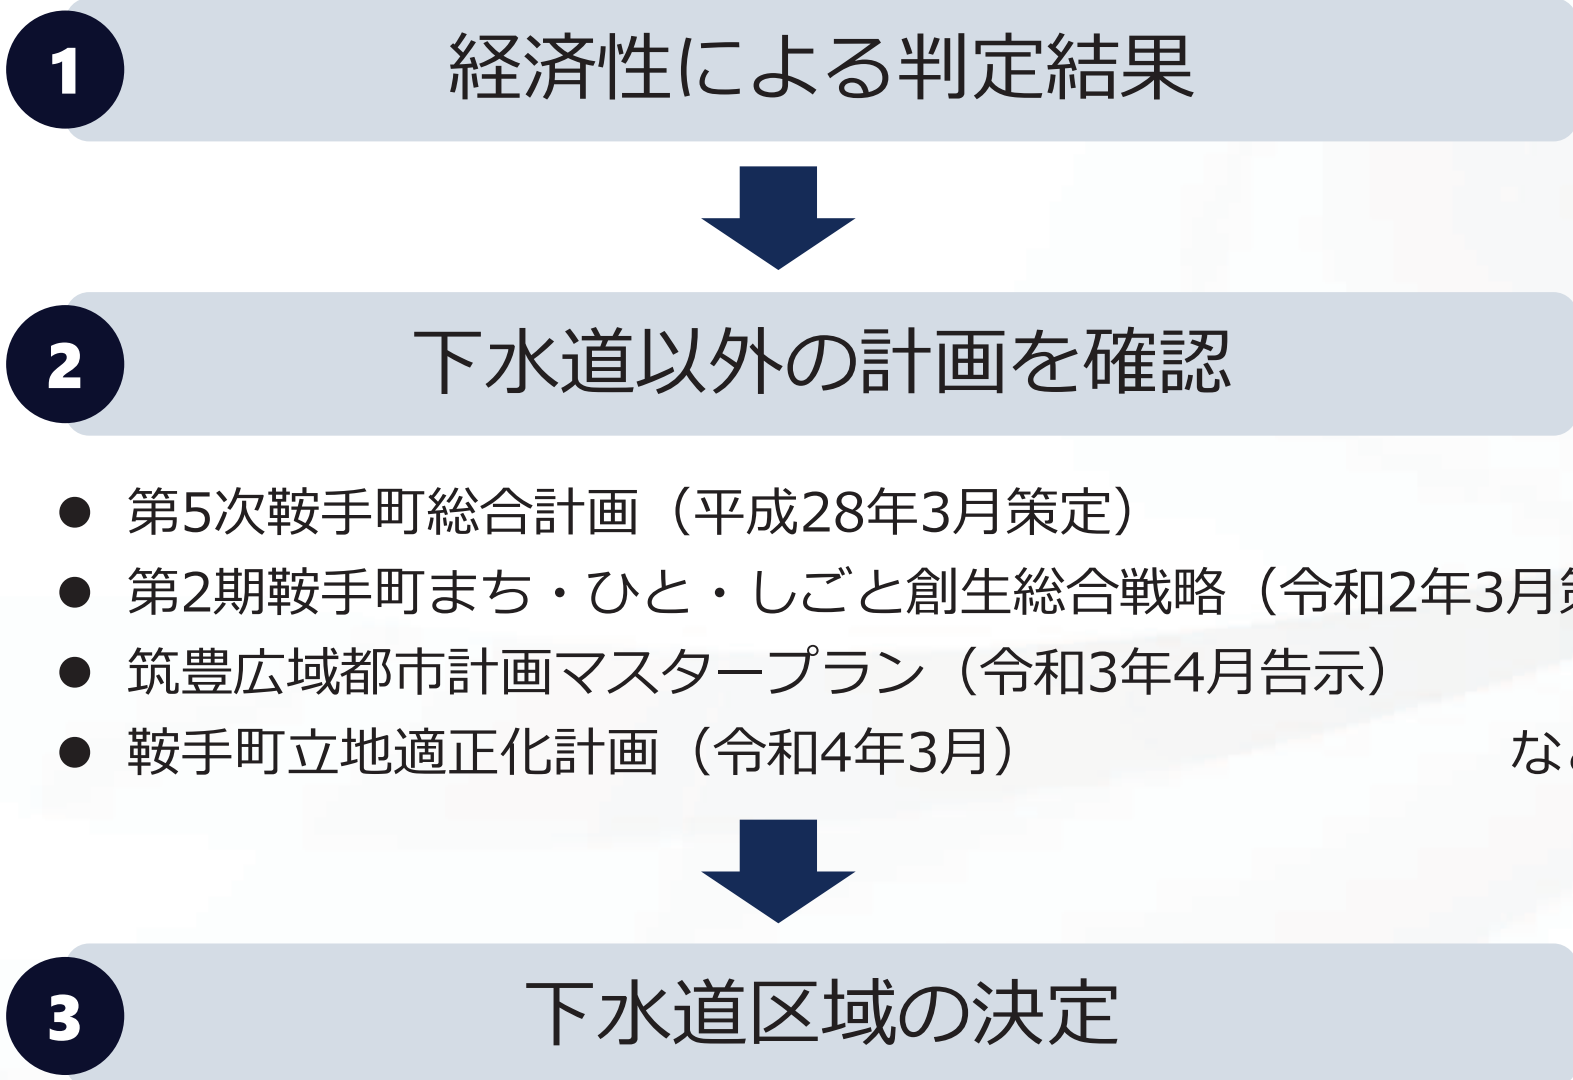 1
経済性による判定結果
2
下水道以外の計画を確認
● 第5次鞍手町総合計画（平成28年3月策定）
● 第2期鞍手町まち・ひと・しごと創生総合戦略（令和2年3月
● 筑豊広域都市計画マスタープラン（令和3年4月告示）
● 鞍手町立地適正化計画（令和4年3月） な
3
下水道区域の決定